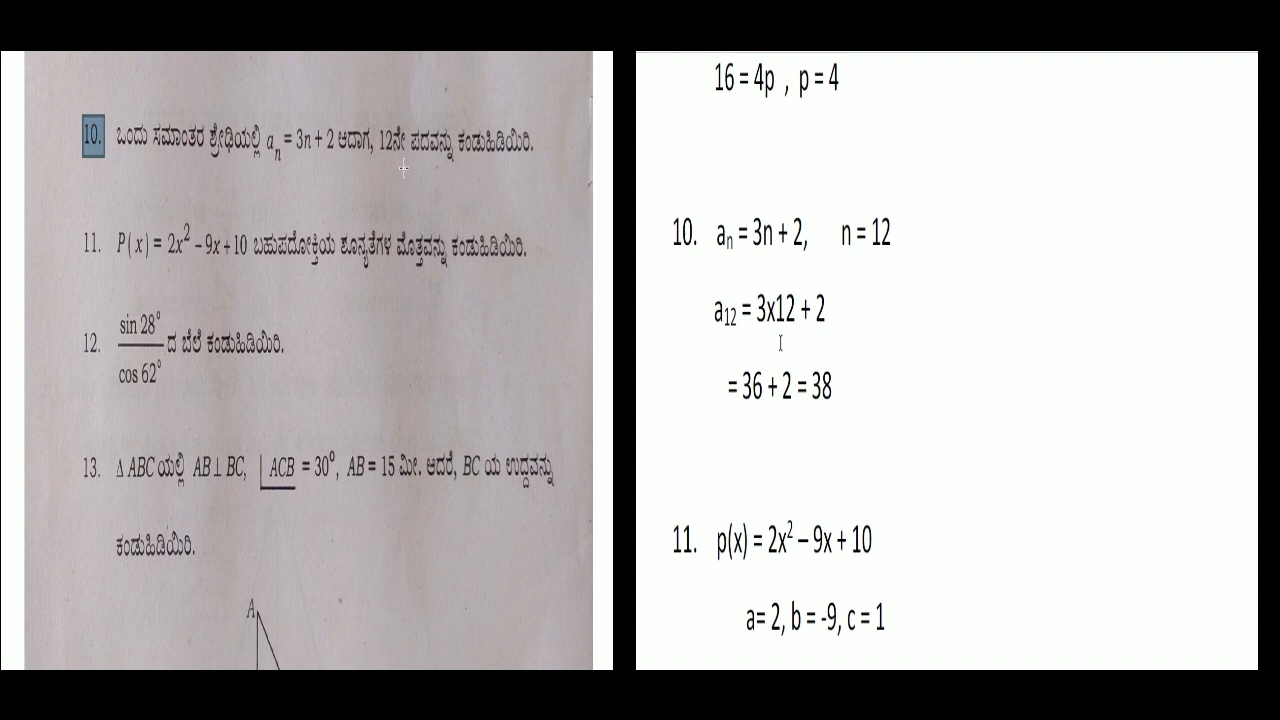 10. ಒಂದು ಸಮಾಂತರ ಶ್ರೇಢಿಯಲ್ಲಿ aₙ = 3n + 2 ಆದಾಗ, 12ನೇ ಪದವನ್ನು ಕಂಡುಹಿಡಿಯಿರಿ.
11. P( x ) = 2x² – 9x + 10 ಬಹುಪದೋಕ್ತಿಯ ಶೂನ್ಯತೆಗಳ ಮೊತ್ತವನ್ನು ಕಂಡುಹಿಡಿಯಿರಿ.
12. sin 28° / cos 62° ದ ಬೆಲೆ ಕಂಡುಹಿಡಿಯಿರಿ.
13. Δ ABC ಯಲ್ಲಿ AB ⊥ BC, ∠ACB = 30°, AB = 15 ಮೀ. ಆದರೆ, BC ಯ ಉದ್ದವನ್ನು
ಕಂಡುಹಿಡಿಯಿರಿ.
A
16 = 4p , p = 4
10. aₙ = 3n + 2, n = 12
a₁₂ = 3x12 + 2
= 36 + 2 = 38
11. p(x) = 2x² – 9x + 10
a= 2, b = -9, c = 1